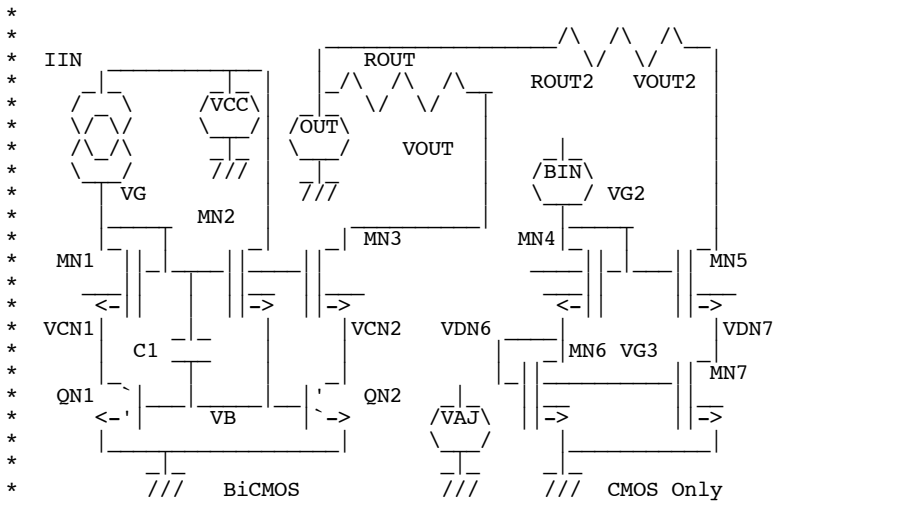 IIN ROUT
ROUT2 VOUT2
VCC
OUT
VOUT
BIN
VG VG2
MN2
MN3 MN4
MN1 MN5
VCN1 VCN2 VDN6 VDN7
C1 MN6 VG3
MN7
QN1 QN2
VB VAJ
BiCMOS CMOS Only